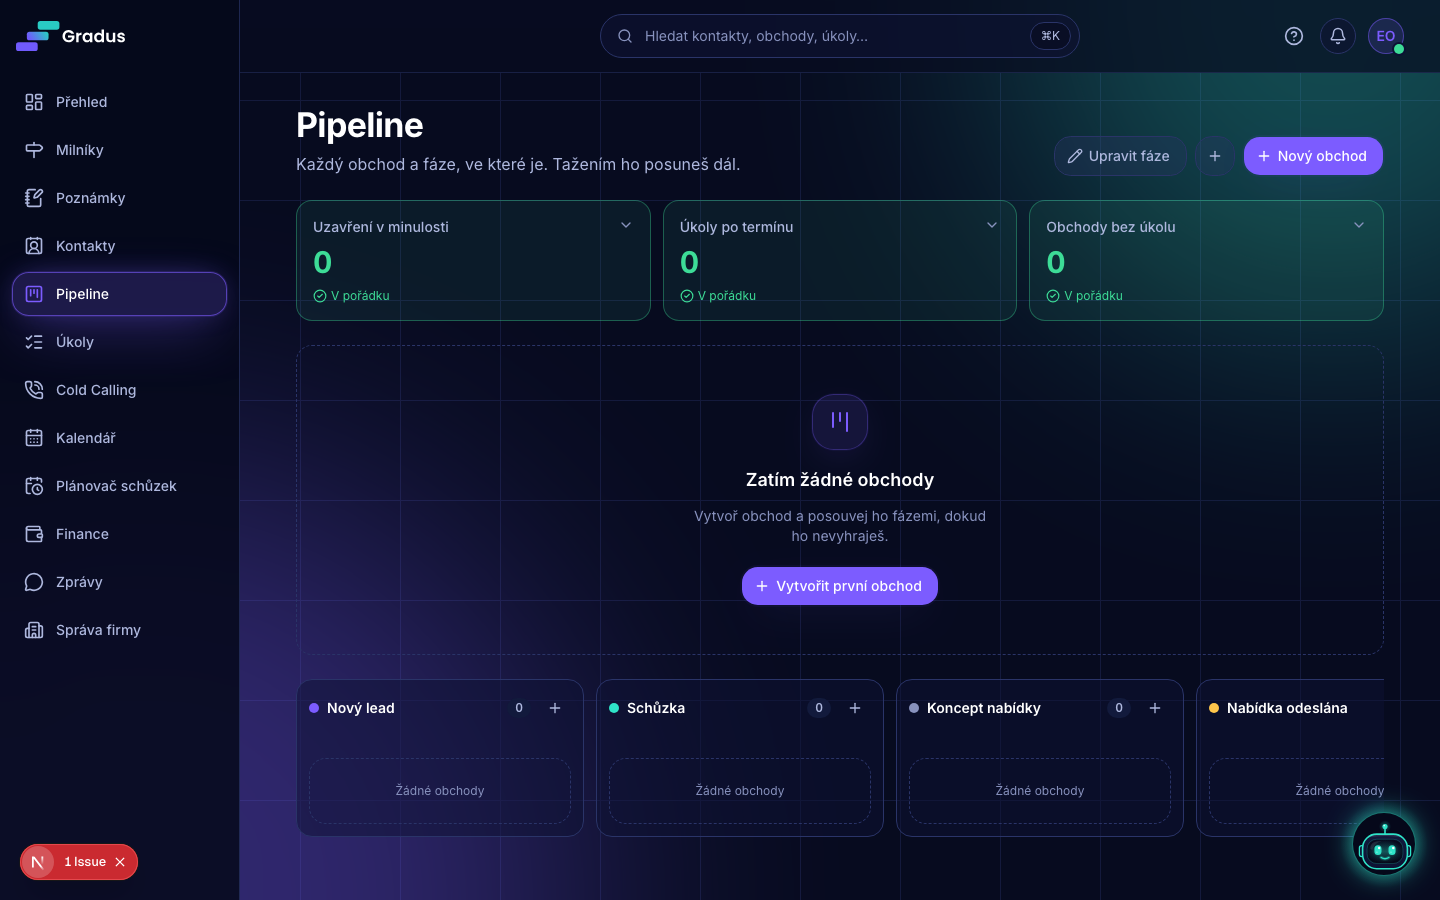 Gradus
Hledat kontakty, obchody, úkoly...
⌘K
EO
Přehled
Milníky
Poznámky
Kontakty
Pipeline
Úkoly
Cold Calling
Kalendář
Plánovač schůzek
Finance
Zprávy
Správa firmy
N
1 Issue
Pipeline
Každý obchod a fáze, ve které je. Tažením ho posuneš dál.
Upravit fáze
+
+ Nový obchod
Uzavření v minulosti
0
V pořádku
Úkoly po termínu
0
V pořádku
Obchody bez úkolu
0
V pořádku
Zatím žádné obchody
Vytvoř obchod a posouvej ho fázemi, dokud
ho nevyhraješ.
+ Vytvořit první obchod
Nový lead 0 +
Žádné obchody
Schůzka 0 +
Žádné obchody
Koncept nabídky 0 +
Žádné obchody
Nabídka odeslána
Žádné obchody